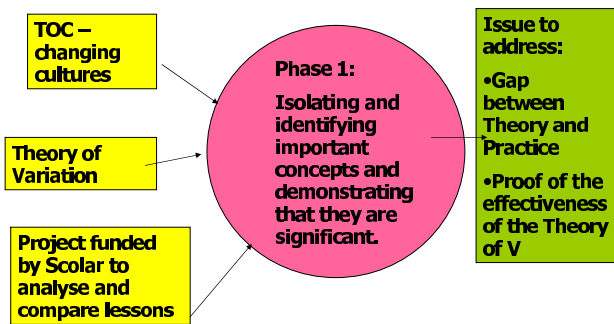 TOC –
changing
cultures
Theory of
Variation
Project funded
by Scolar to
analyse and
compare lessons
Phase 1:
Isolating and
identifying
important
concepts and
demonstrating
that they are
significant.
Issue to
address:
•Gap
between
Theory and
Practice
•Proof of the
effectiveness
of the Theory
of V